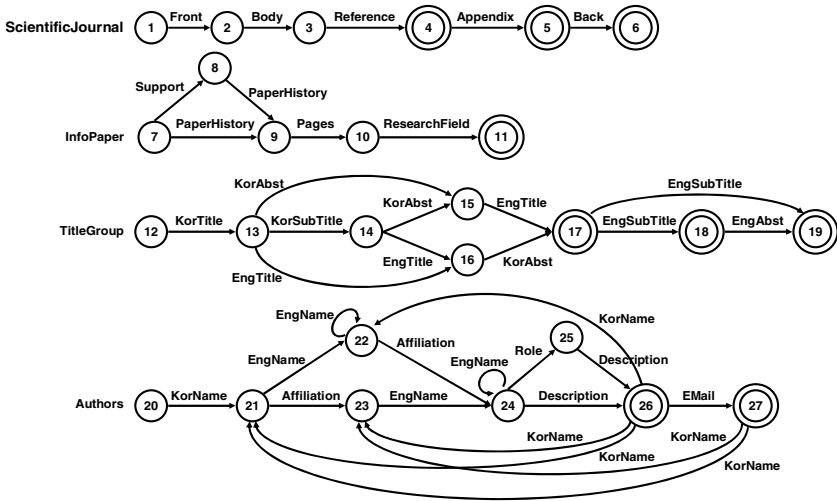 ScientificJournal 1 Front 2 Body 3 Reference 4 Appendix 5 Back 6
8
Support PaperHistory
InfoPaper 7 PaperHistory 9 Pages 10 ResearchField 11
KorAbst EngSubTitle
KorAbst 15 EngTitle
TitleGroup 12 KorTitle 13 KorSubTitle 14 17 EngSubTitle 18 EngAbst 19
EngTitle EngTitle 16 KorAbst
EngName KorName
22 Affiliation 25
EngName EngName Role Description
Authors 20 KorName 21 Affiliation 23 EngName 24 Description 26 EMail 27
KorName KorName
KorName
KorName